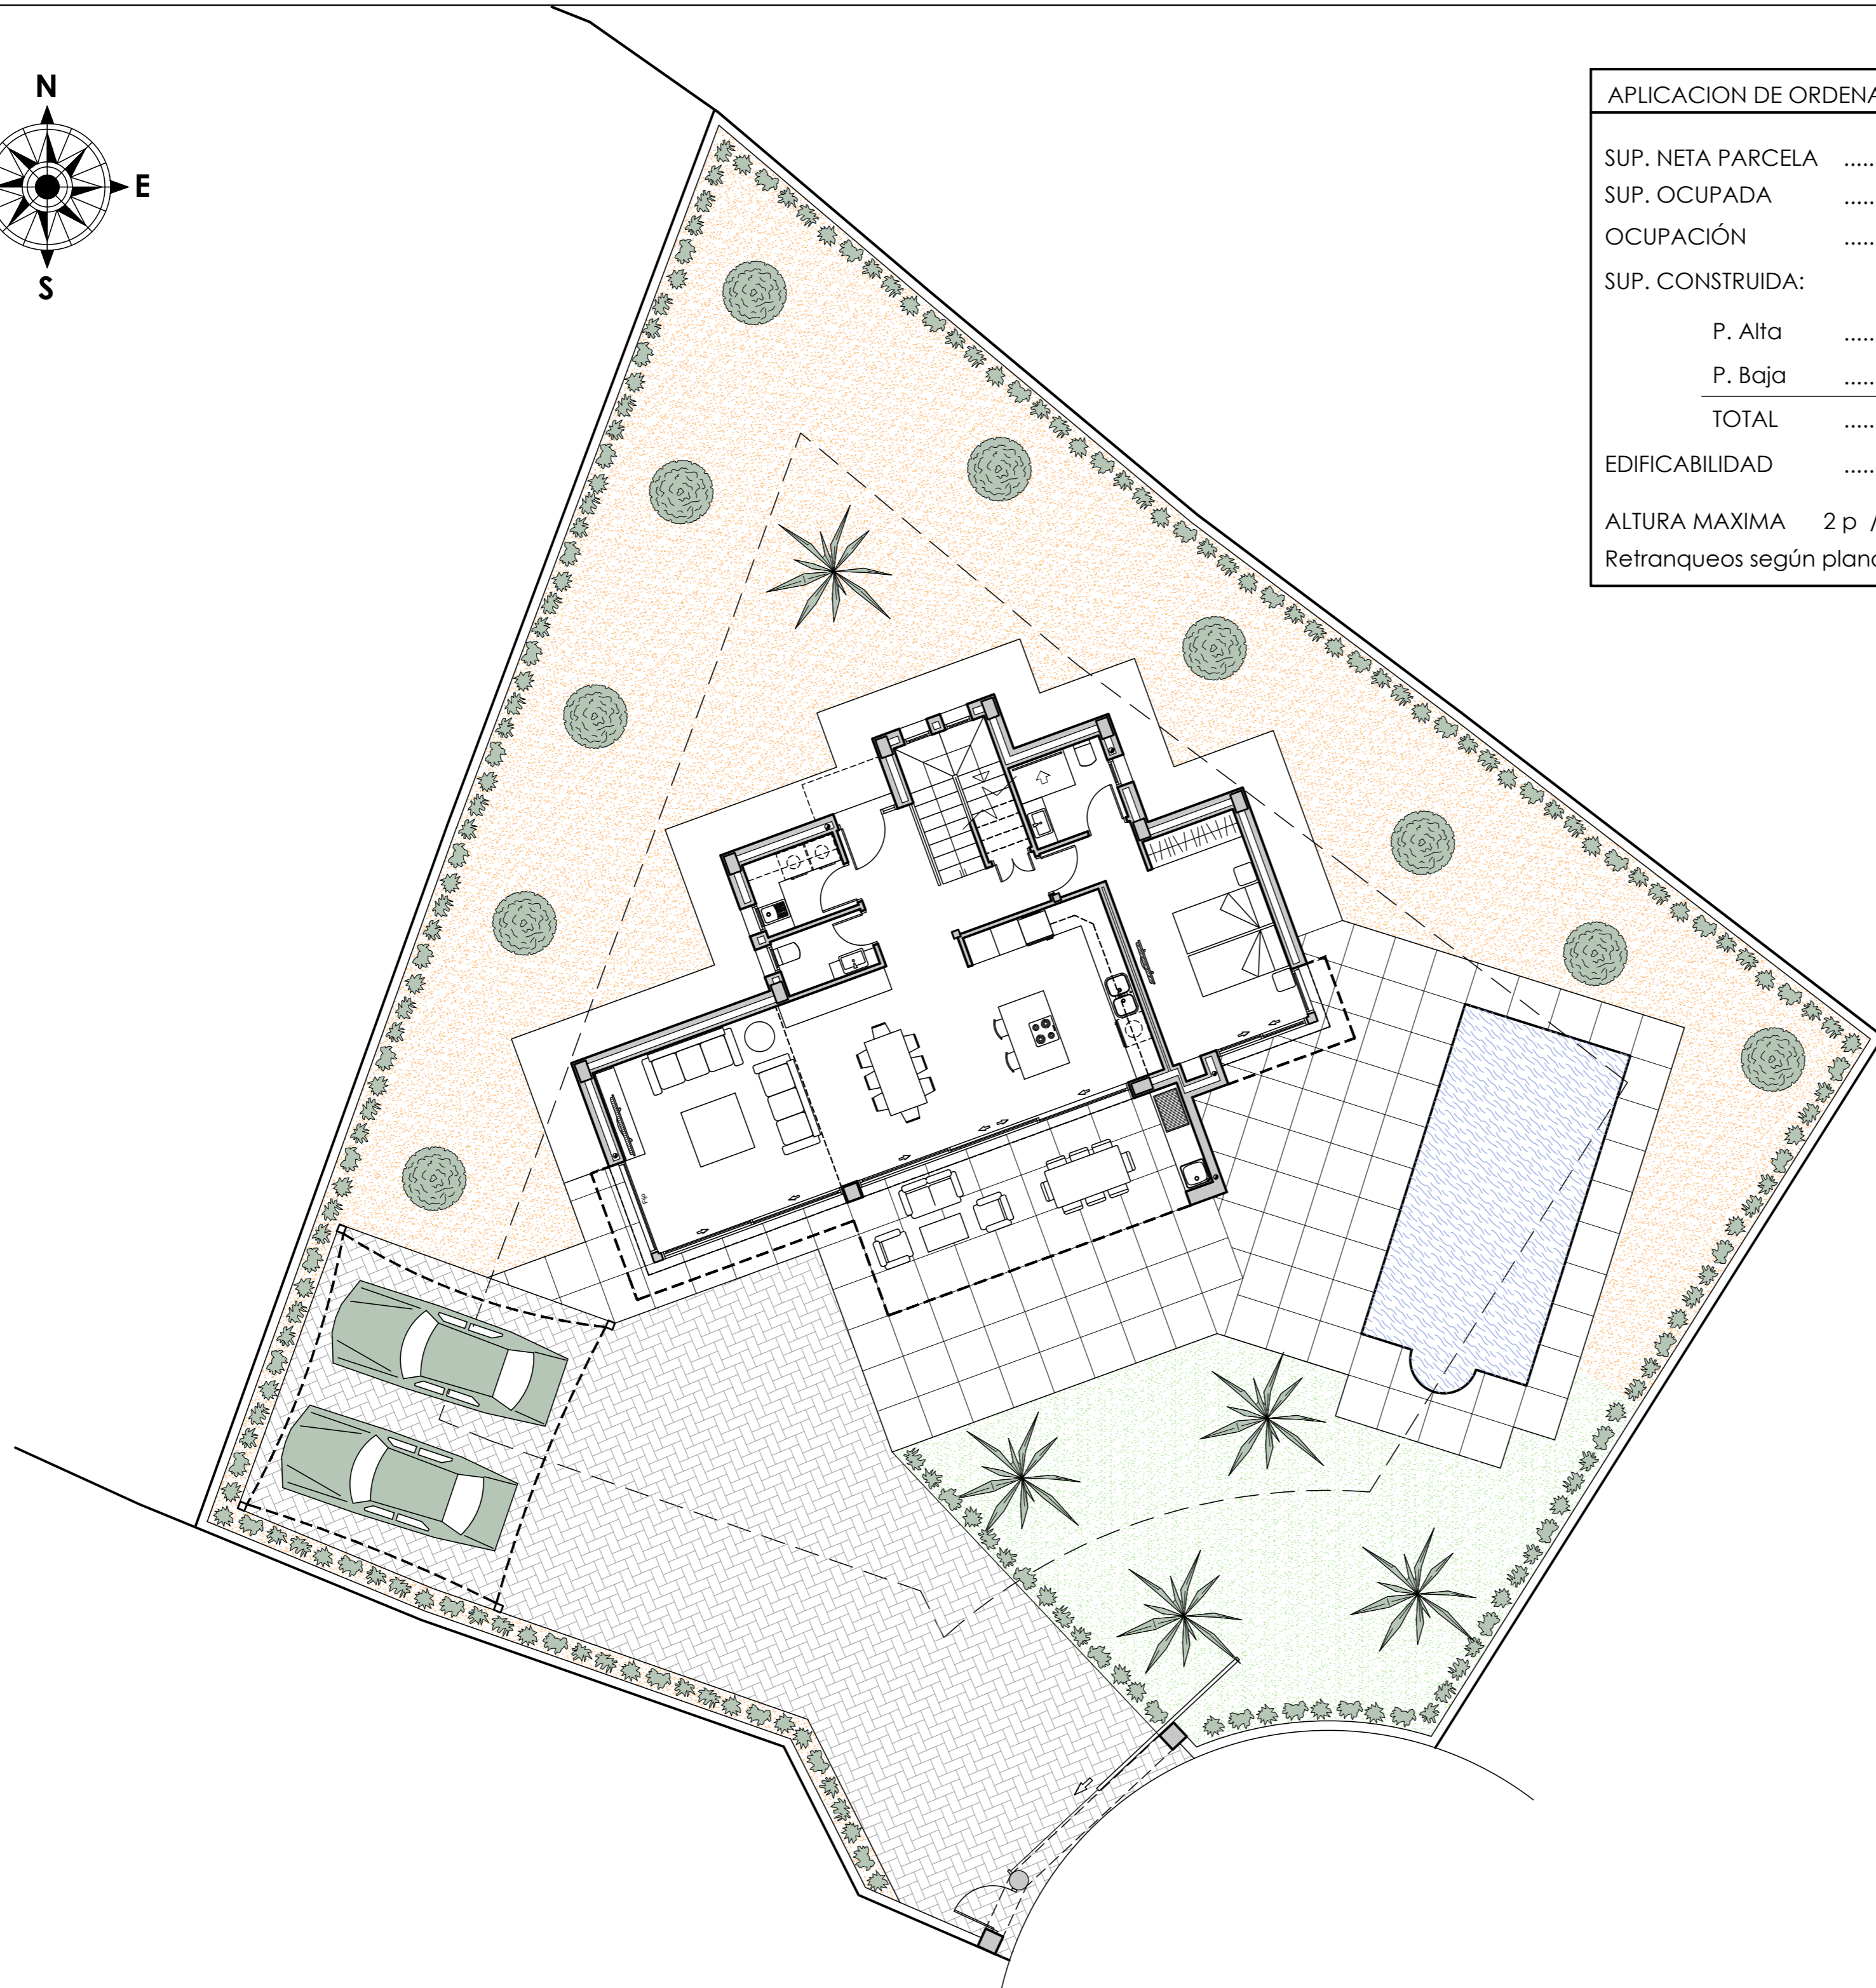 N
E
S
APLICACION DE ORDENA
SUP. NETA PARCELA ......
SUP. OCUPADA ......
OCUPACIÓN ......
SUP. CONSTRUIDA:
P. Alta ......
P. Baja ......
TOTAL ......
EDIFICABILIDAD ......
ALTURA MAXIMA 2 p /
Retranqueos según plano